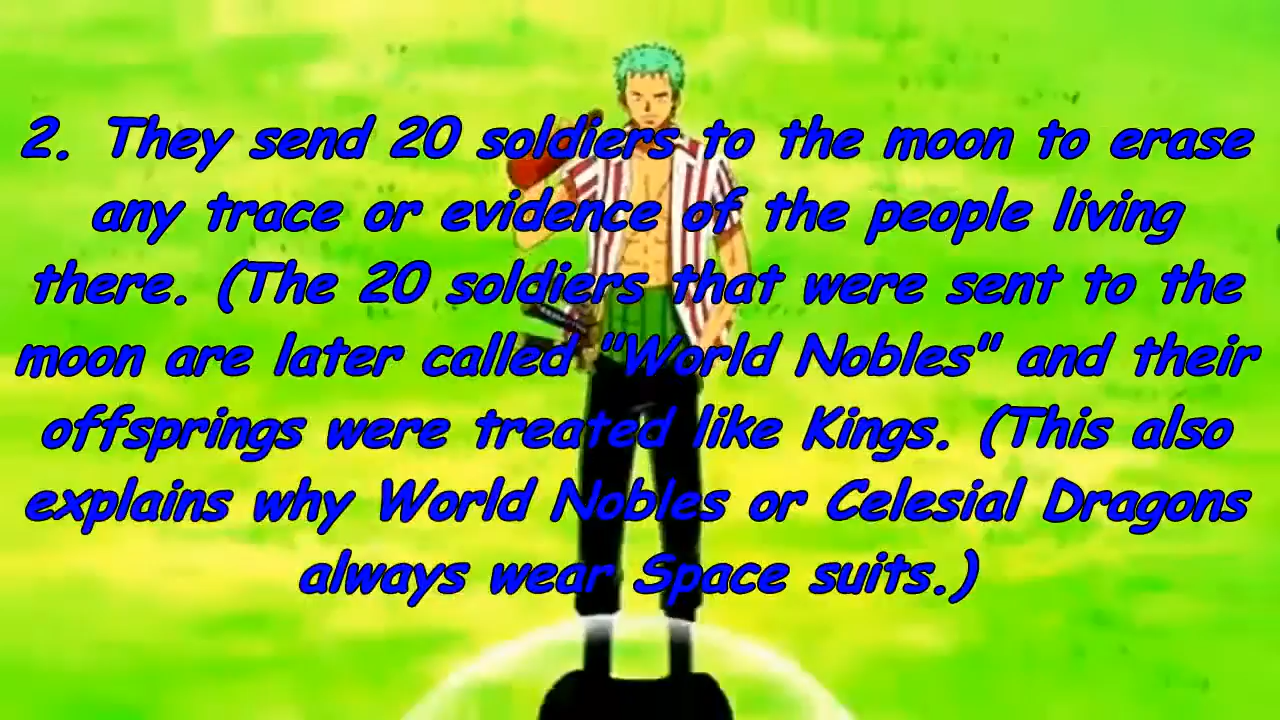 2. They send 20 soldiers to the moon to erase
any trace or evidence of the people living
there. (The 20 soldiers that were sent to the
moon are later called "World Nobles" and their
offsprings were treated like Kings. (This also
explains why World Nobles or Celesial Dragons
always wear Space suits.)